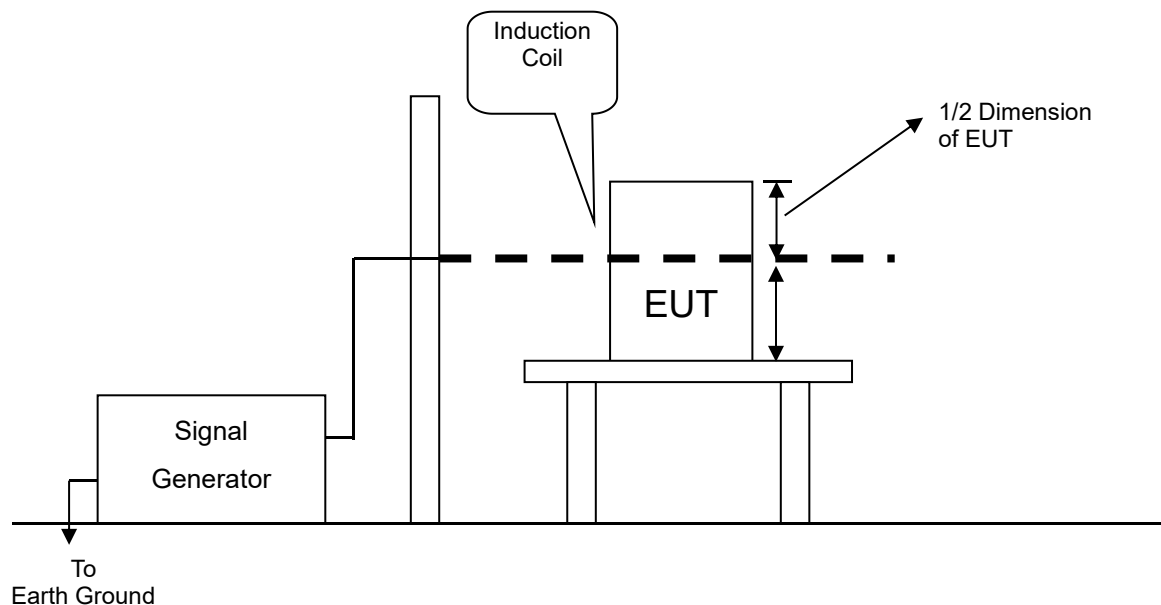 Induction
Coil
1/2 Dimension
of EUT
EUT
Signal
Generator
To
Earth Ground